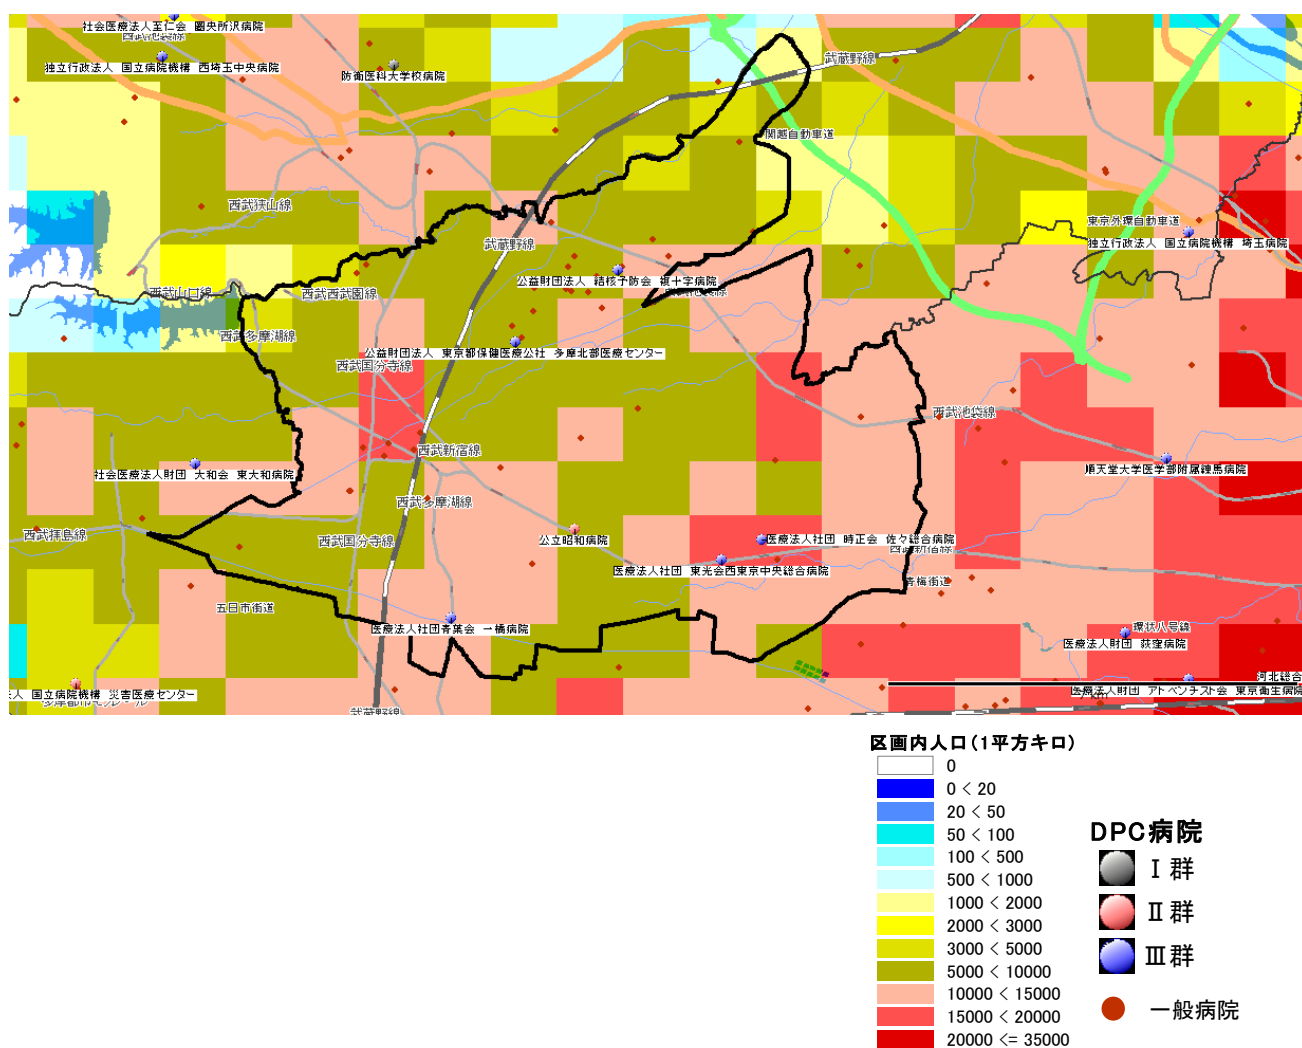 社会医療法人至仁会 圏央所沢病院
独立行政法人 国立病院機構 西埼玉中央病院
防衛医科大学校病院
武蔵野線
関越自動車道
西武狭山線
東京外環自動車道
武蔵野線
独立行政法人 国立病院機構 埼玉病院
公益財団法人 結核予防会 複十字病院
西武山口線
西武西武園線
西武多摩湖線
公益財団法人 東京都保健医療公社 多摩北部医療センター
西武国分寺線
西武池袋線
西武新宿線
社会医療法人財団 大和会 東大和病院
順天堂大学医学部附属練馬病院
西武多摩湖線
西武拝島線
西武国分寺線
公立昭和病院
医療法人社団 時正会 佐々総合病院
西武新宿線
医療法人社団 東光会西東京中央総合病院
青梅街道
五日市街道
医療法人社団青葉会 一橋病院
環状八号線
医療法人財団 荻窪病院
河北総合
人 国立病院機構 災害医療センター
医療法人財団 アドベンチスト会 東京衛生病院
武蔵野線
区画内人口(1平方キロ)
0
0 < 20
20 < 50
50 < 100
100 < 500
500 < 1000
1000 < 2000
2000 < 3000
3000 < 5000
5000 < 10000
10000 < 15000
15000 < 20000
20000 <= 35000
DPC病院
Ⅰ群
Ⅱ群
Ⅲ群
一般病院